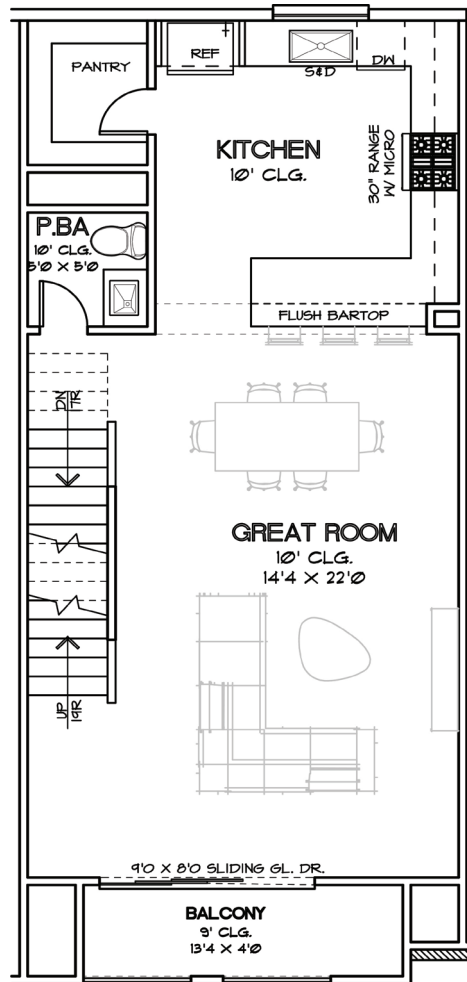 PANTRY
REF
S&D
DW
KITCHEN
10' CLG.
30" RANGE
W/ MICRO
P.BA
10' CLG.
5'0 X 5'0
FLUSH BARTOP
DN
17R
GREAT ROOM
10' CLG.
14'4 X 22'0
UP
19R
9'0 X 8'0 SLIDING GL. DR.
BALCONY
9' CLG.
13'4 X 4'0